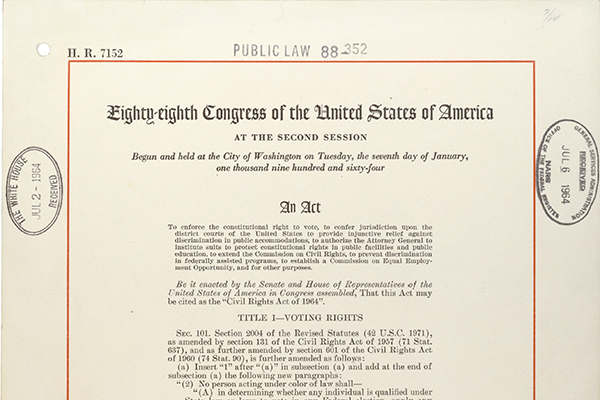 H. R. 7152
PUBLIC LAW 88-352
Eighty-eighth Congress of the United States of America
AT THE SECOND SESSION
Begun and held at the City of Washington on Tuesday, the seventh day of January,
one thousand nine hundred and sixty-four
THE WHITE HOUSE
JUL 2-1964
RECEIVED
GENERAL SERVICES ADMINISTRATION
RECEIVED
JUL 6 1964
NARS
OFFICE OF THE FEDERAL REGISTER
An Act
To enforce the constitutional right to vote, to confer jurisdiction upon the
district courts of the United States to provide injunctive relief against
discrimination in public accommodations, to authorize the Attorney General to
institute suits to protect constitutional rights in public facilities and public
education, to extend the Commission on Civil Rights, to prevent discrimination
in federally assisted programs, to establish a Commission on Equal Employ-
ment Opportunity, and for other purposes.
Be it enacted by the Senate and House of Representatives of the
United States of America in Congress assembled, That this Act may
be cited as the “Civil Rights Act of 1964”.
TITLE I—VOTING RIGHTS
SEC. 101. Section 2004 of the Revised Statutes (42 U.S.C. 1971),
as amended by section 131 of the Civil Rights Act of 1957 (71 Stat.
637), and as further amended by section 601 of the Civil Rights Act
of 1960 (74 Stat. 90), is further amended as follows:
(a) Insert “1” after “(a)” in subsection (a) and add at the end of
subsection (a) the following new paragraphs:
“(2) No person acting under color of law shall—
“(A) in determining whether any individual is qualified under